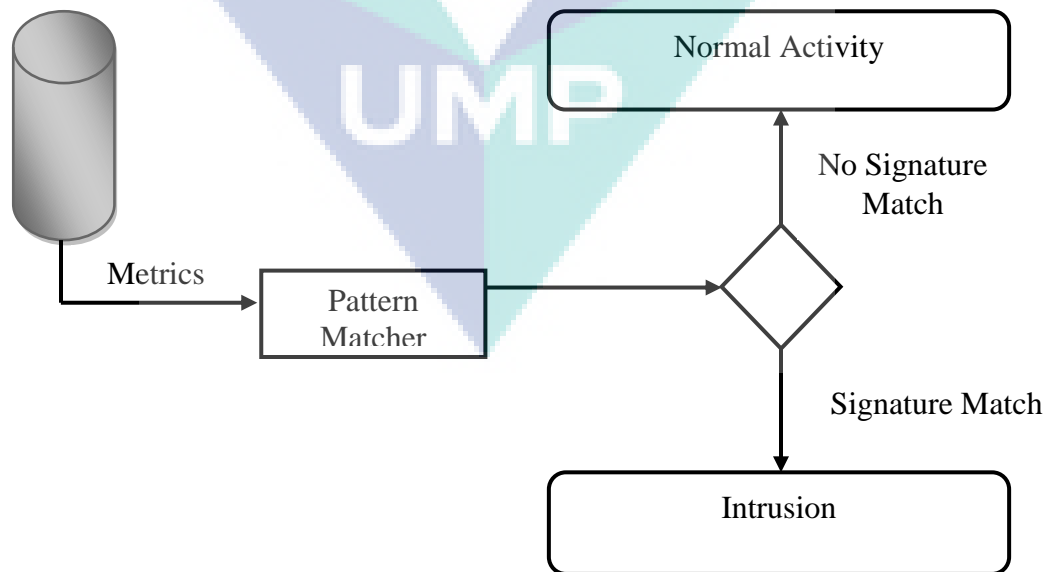 Normal Activity
UMP
No Signature
Match
Metrics
Pattern
Matcher
Signature Match
Intrusion